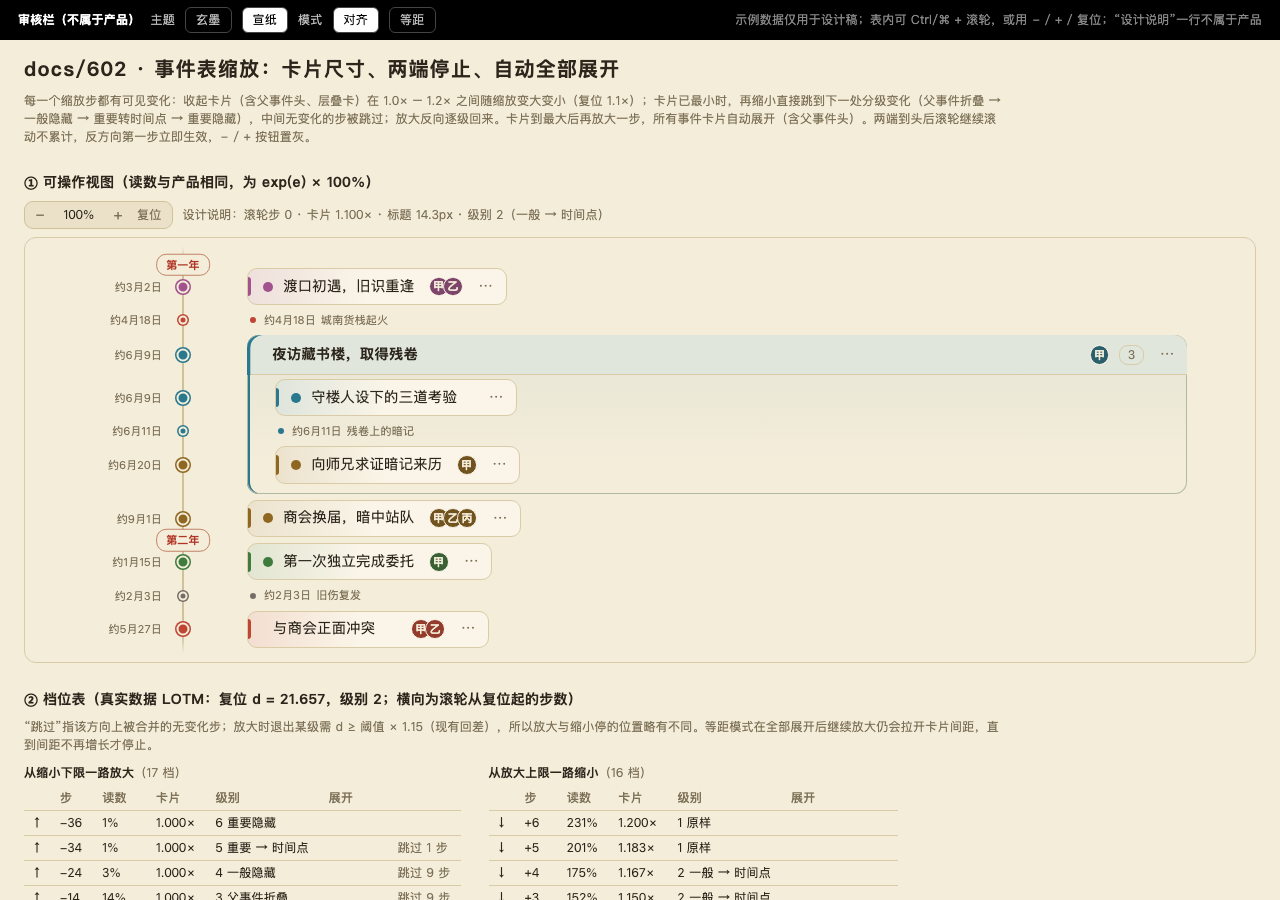 审核栏（不属于产品） 主题 玄墨 宣纸 模式 对齐 等距 示例数据仅用于设计稿；表内可 Ctrl/⌘ + 滚轮，或用 − / + / 复位；“设计说明”一行不属于产品
docs/602 · 事件表缩放：卡片尺寸、两端停止、自动全部展开
每一个缩放步都有可见变化：收起卡片（含父事件头、层叠卡）在 1.0× — 1.2× 之间随缩放变大变小（复位 1.1×）；卡片已最小时，再缩小直接跳到下一处分级变化（父事件折叠 →
一般隐藏 → 重要转时间点 → 重要隐藏），中间无变化的步被跳过；放大反向逐级回来。卡片到最大后再放大一步，所有事件卡片自动展开（含父事件头）。两端到头后滚轮继续滚
动不累计，反方向第一步立即生效，− / + 按钮置灰。
① 可操作视图（读数与产品相同，为 exp(e) × 100%）
− 100% + 复位 设计说明：滚轮步 0 · 卡片 1.100× · 标题 14.3px · 级别 2（一般 → 时间点）
第一年
约3月2日 渡口初遇，旧识重逢 甲 乙 ···
约4月18日 约4月18日 城南货栈起火
约6月9日 夜访藏书楼，取得残卷 甲 3 ···
约6月9日 守楼人设下的三道考验 ···
约6月11日 约6月11日 残卷上的暗记
约6月20日 向师兄求证暗记来历 甲 ···
约9月1日 商会换届，暗中站队 甲 乙 丙 ···
第二年
约1月15日 第一次独立完成委托 甲 ···
约2月3日 约2月3日 旧伤复发
约5月27日 与商会正面冲突 甲 乙 ···
② 档位表（真实数据 LOTM：复位 d = 21.657，级别 2；横向为滚轮从复位起的步数）
“跳过”指该方向上被合并的无变化步；放大时退出某级需 d ≥ 阈值 × 1.15（现有回差），所以放大与缩小停的位置略有不同。等距模式在全部展开后继续放大仍会拉开卡片间距，直
到间距不再增长才停止。
从缩小下限一路放大（17 档）
步 读数 卡片 级别 展开
↑ −36 1% 1.000× 6 重要隐藏
↑ −34 1% 1.000× 5 重要 → 时间点 跳过 1 步
↑ −24 3% 1.000× 4 一般隐藏 跳过 9 步
↑ −14 14% 1.000× 3 父事件折叠 跳过 9 步
从放大上限一路缩小（16 档）
步 读数 卡片 级别 展开
↓ +6 231% 1.200× 1 原样
↓ +5 201% 1.183× 1 原样
↓ +4 175% 1.167× 2 一般 → 时间点
↓ +3 152% 1.150× 2 一般 → 时间点